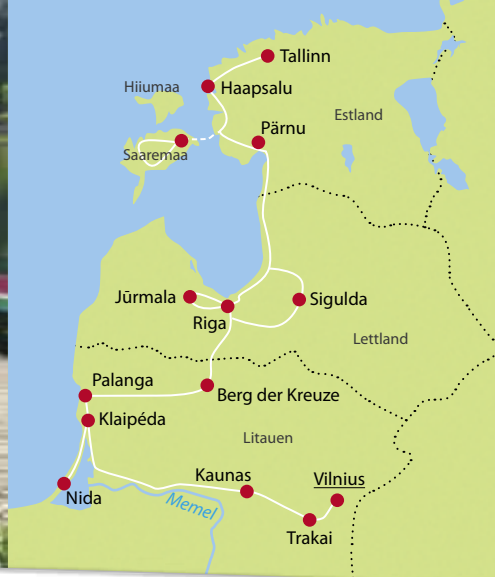 Tallinn
Hiiumaa
Haapsalu
Estland
Pärnu
Saaremaa
Jūrmala
Sigulda
Riga
Lettland
Palanga
Berg der Kreuze
Klaipéda
Litauen
Kaunas
Vilnius
Nida
Memel
Trakai